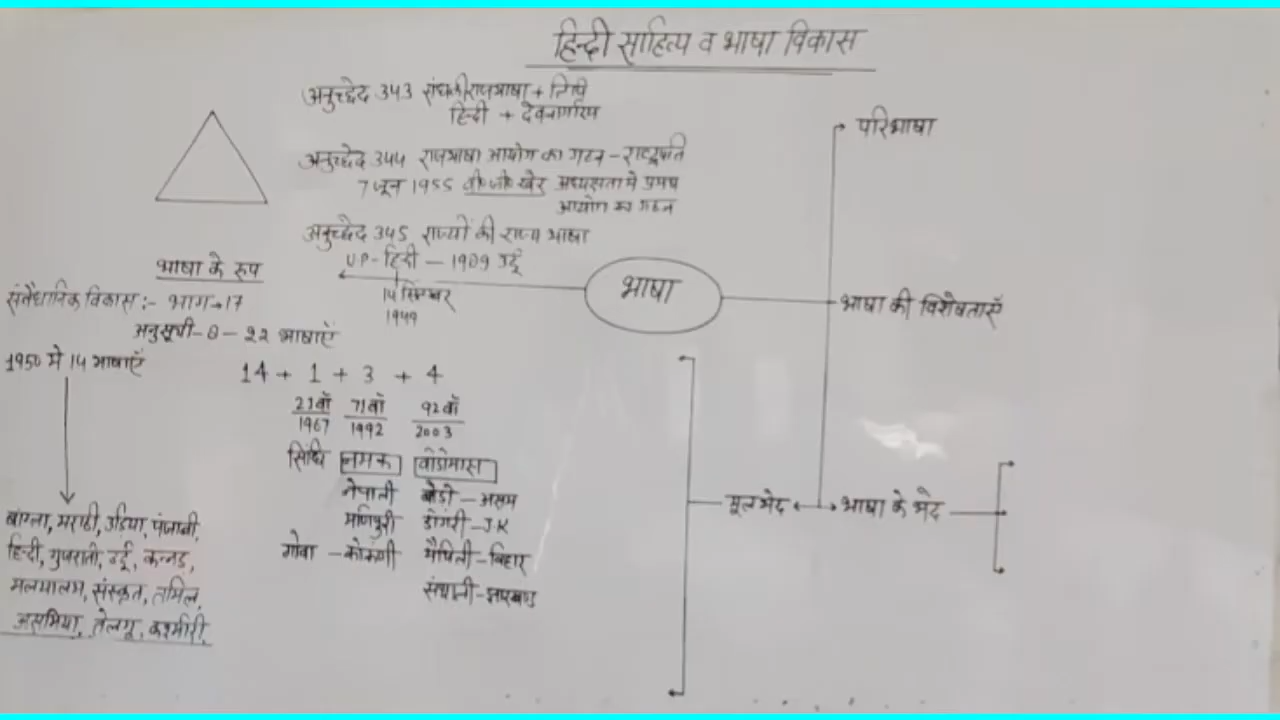 हिन्दी साहित्य व भाषा विकास
अनुच्छेद 343 संघ की राजभाषा + लिपि
हिन्दी + देवनागरिय
अनुच्छेद 344 राजभाषा आयोग का गठन - राष्ट्रपति
7 जून 1955 वी०जी० खेर अध्यक्षता मे प्रथम
आयोग का गठन
अनुच्छेद 345 राज्यों की राज्य भाषा
UP - हिन्दी — 1989 उर्दू
14 सितम्बर
1949
भाषा के रूप
संवैधानिक विकास :- भाग → 17
अनुसूची - 8 - 22 भाषाएँ
1950 मे 14 भाषाएँ
14 + 1 + 3 + 4
21वाँ 71वाँ 92वाँ
1967 1992 2003
सिंधि नमक वोडोमास
नेपाली बोडो - असम
मणिपुरी डोगरी - JK
गोवा - कोकणी मैथिली - बिहार
संथाली - झारखण्ड
बांग्ला, मराठी, उडिया, पंजाबी,
हिन्दी, गुजराती, उर्दू, कन्नड,
मलयालम, संस्कृत, तमिल,
असमिया, तेलगू, कश्मीरी,
भाषा
परिभाषा
भाषा की विशेषताएँ
मूलभेद
भाषा के भेद